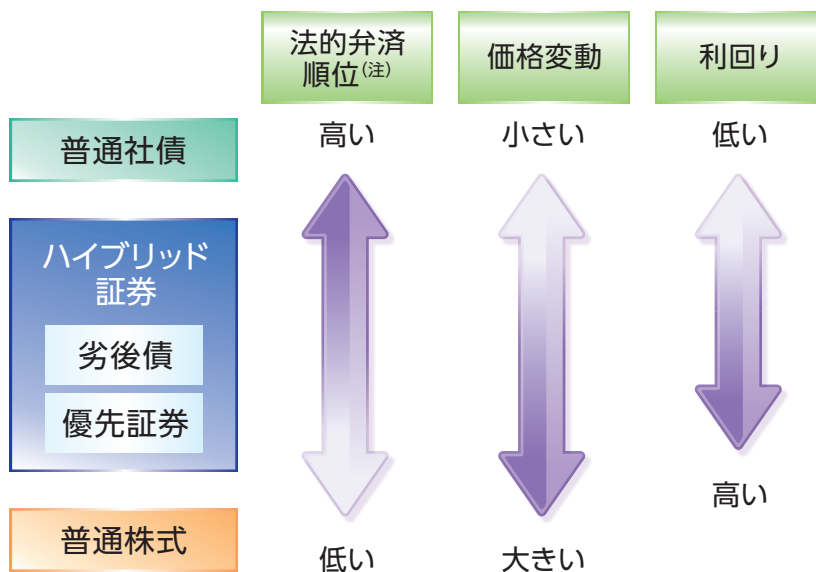 法的弁済
順位(注)
価格変動
利回り
普通社債
高い
小さい
低い
ハイブリッド
証券
劣後債
優先証券
高い
普通株式
低い
大きい